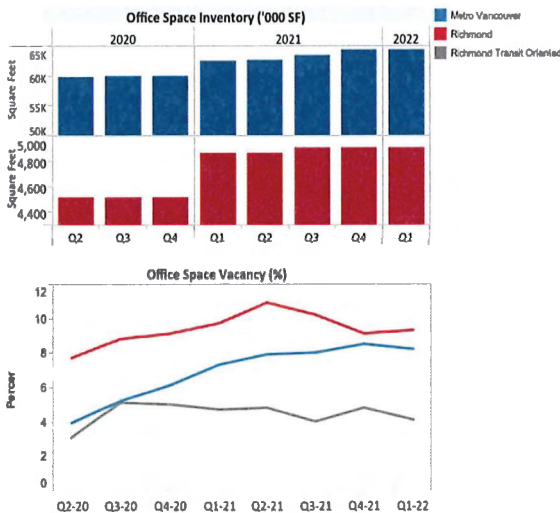 Office Space Inventory ('000 SF)
Metro Vancouver
Richmond
Richmond Transit Oriented
2020 2021 2022
Square Feet
65K
60K
55K
50K
Square Feet
5,000
4,800
4,600
4,400
Q2 Q3 Q4 Q1 Q2 Q3 Q4 Q1
Office Space Vacancy (%)
Percer
12
10
8
6
4
2
0
Q2-20 Q3-20 Q4-20 Q1-21 Q2-21 Q3-21 Q4-21 Q1-22